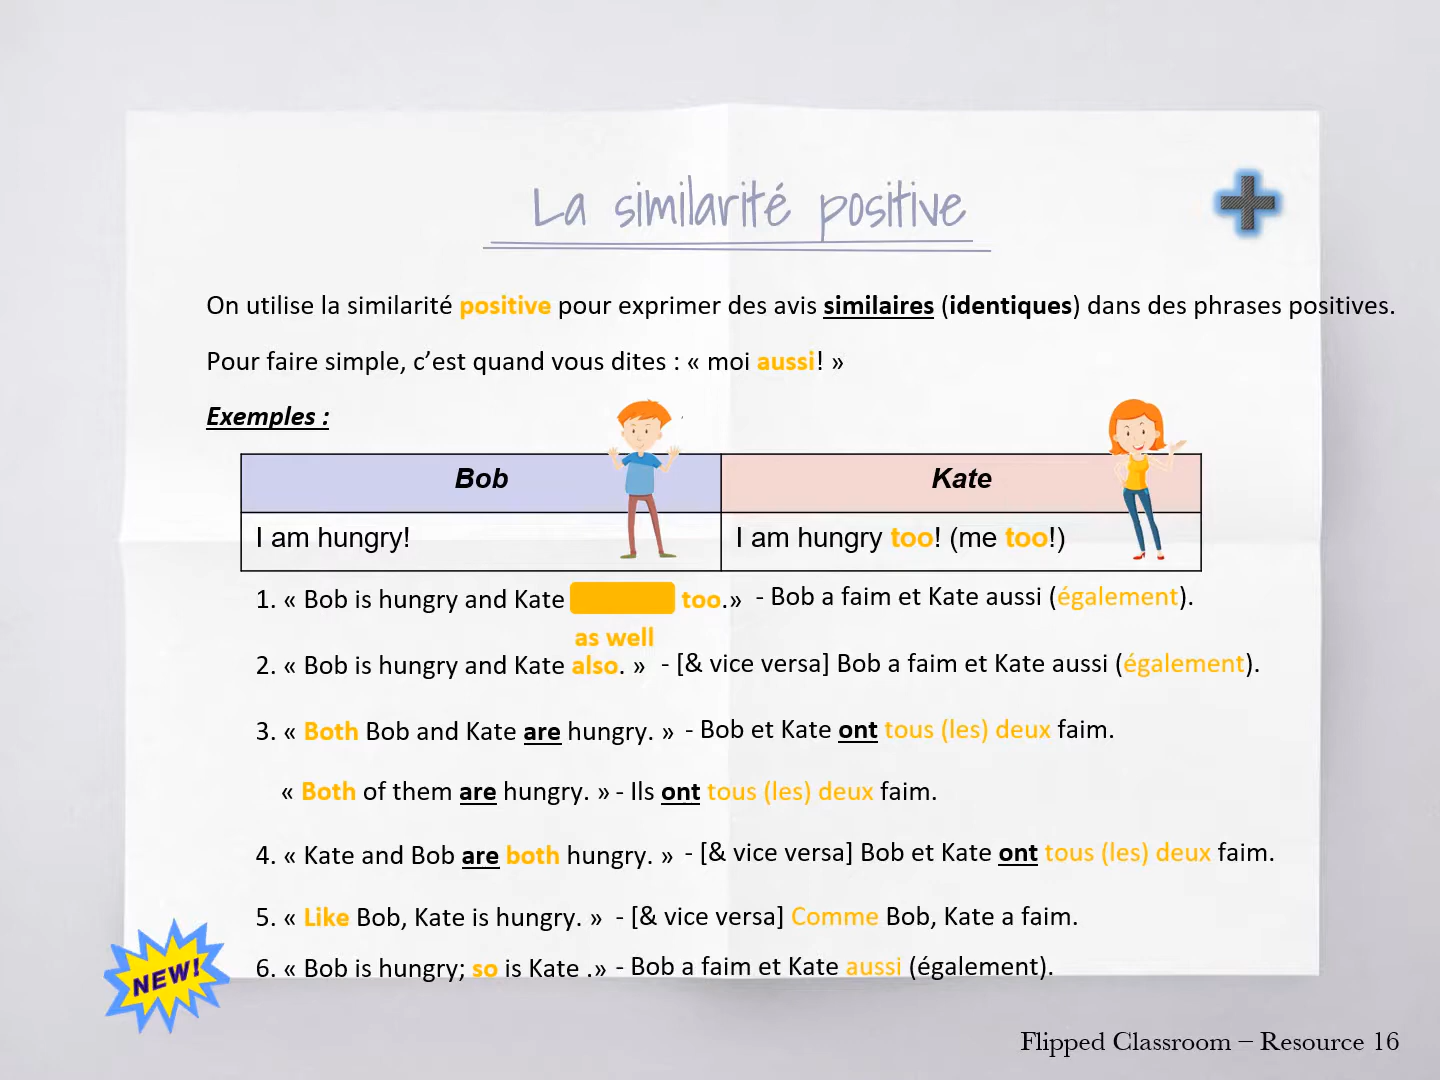 La similarité positive
On utilise la similarité positive pour exprimer des avis similaires (identiques) dans des phrases positives.
Pour faire simple, c’est quand vous dites : « moi aussi! »
Exemples :
Bob
Kate
I am hungry!
I am hungry too! (me too!)
1. « Bob is hungry and Kate too.» - Bob a faim et Kate aussi (également).
as well
2. « Bob is hungry and Kate also. » - [& vice versa] Bob a faim et Kate aussi (également).
3. « Both Bob and Kate are hungry. » - Bob et Kate ont tous (les) deux faim.
« Both of them are hungry. » - Ils ont tous (les) deux faim.
4. « Kate and Bob are both hungry. » - [& vice versa] Bob et Kate ont tous (les) deux faim.
5. « Like Bob, Kate is hungry. » - [& vice versa] Comme Bob, Kate a faim.
NEW!
6. « Bob is hungry; so is Kate .» - Bob a faim et Kate aussi (également).
Flipped Classroom – Resource 16